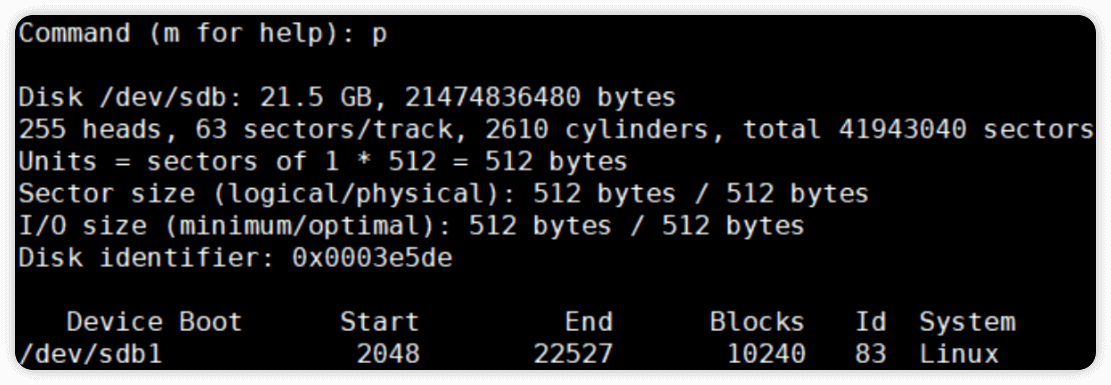 Command (m for help): p
Disk /dev/sdb: 21.5 GB, 21474836480 bytes
255 heads, 63 sectors/track, 2610 cylinders, total 41943040 sectors
Units = sectors of 1 * 512 = 512 bytes
Sector size (logical/physical): 512 bytes / 512 bytes
I/O size (minimum/optimal): 512 bytes / 512 bytes
Disk identifier: 0x0003e5de
Device Boot Start End Blocks Id System
/dev/sdb1 2048 22527 10240 83 Linux